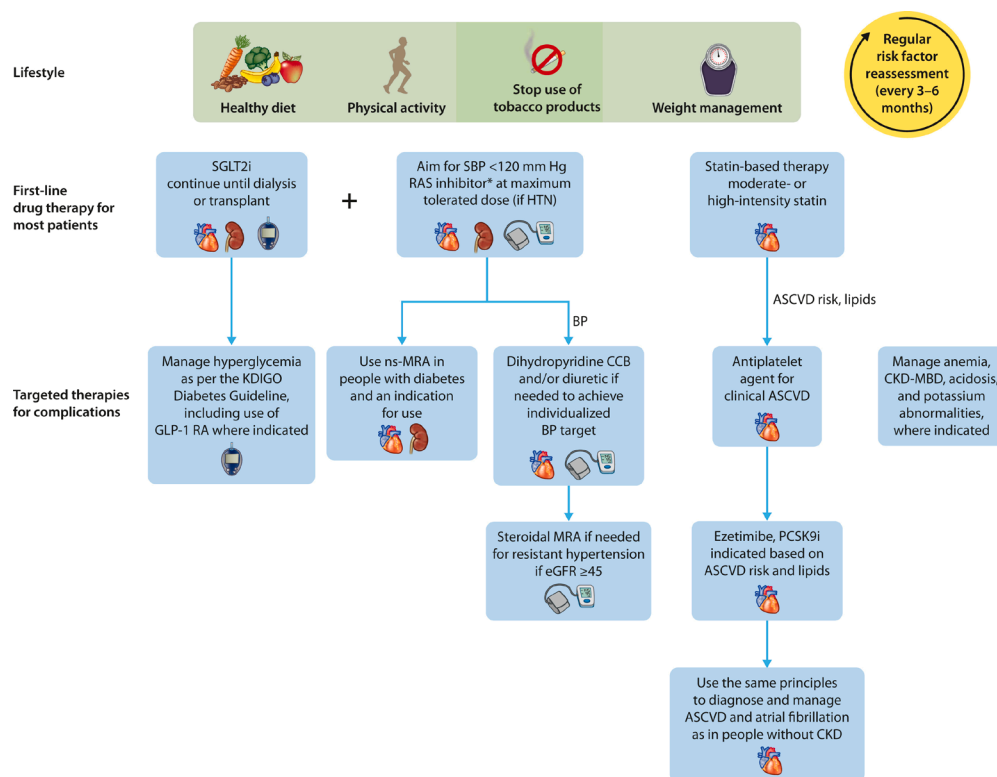 Lifestyle
Healthy diet
Physical activity
Stop use of
tobacco products
Weight management
Regular
risk factor
reassessment
(every 3–6
months)
First-line
drug therapy for
most patients
SGLT2i
continue until dialysis
or transplant
+
Aim for SBP <120 mm Hg
RAS inhibitor* at maximum
tolerated dose (if HTN)
Statin-based therapy
moderate- or
high-intensity statin
ASCVD risk, lipids
BP
Targeted therapies
for complications
Manage hyperglycemia
as per the KDIGO
Diabetes Guideline,
including use of
GLP-1 RA where indicated
Use ns-MRA in
people with diabetes
and an indication
for use
Dihydropyridine CCB
and/or diuretic if
needed to achieve
individualized
BP target
Antiplatelet
agent for
clinical ASCVD
Manage anemia,
CKD-MBD, acidosis,
and potassium
abnormalities,
where indicated
Steroidal MRA if needed
for resistant hypertension
if eGFR ≥45
Ezetimibe, PCSK9i
indicated based on
ASCVD risk and lipids
Use the same principles
to diagnose and manage
ASCVD and atrial fibrillation
as in people without CKD